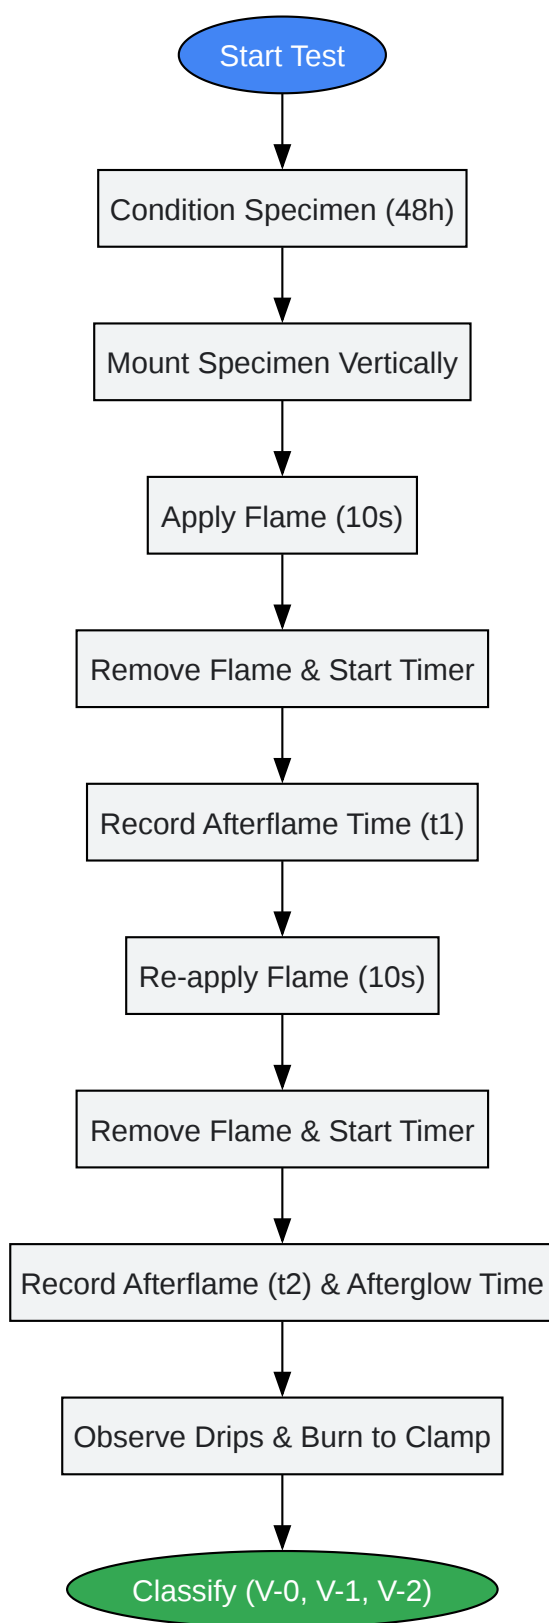 Start Test
Condition Specimen (48h)
Mount Specimen Vertically
Apply Flame (10s)
Remove Flame & Start Timer
Record Afterflame Time (t1)
Re-apply Flame (10s)
Remove Flame & Start Timer
Record Afterflame (t2) & Afterglow Time
Observe Drips & Burn to Clamp
Classify (V-0, V-1, V-2)